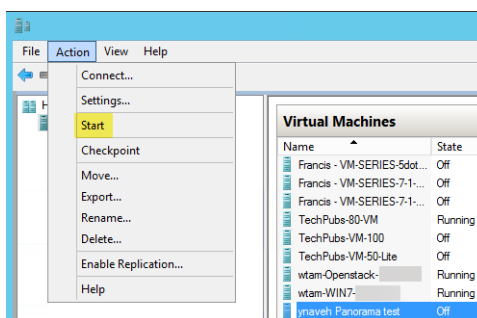 File Action View Help
Connect...
Settings...
Start
Checkpoint
Move...
Export...
Rename...
Delete...
Enable Replication...
Help
Virtual Machines
Name State
Francis - VM-SERIES-5dot... Off
Francis - VM-SERIES-7-1-... Off
Francis - VM-SERIES-7-1-... Off
TechPubs-80-VM Running
TechPubs-VM-100 Off
TechPubs-VM-50-Lite Off
wtam-Openstack- Running
wtam-WIN7- Running
ynaveh Panorama test Off